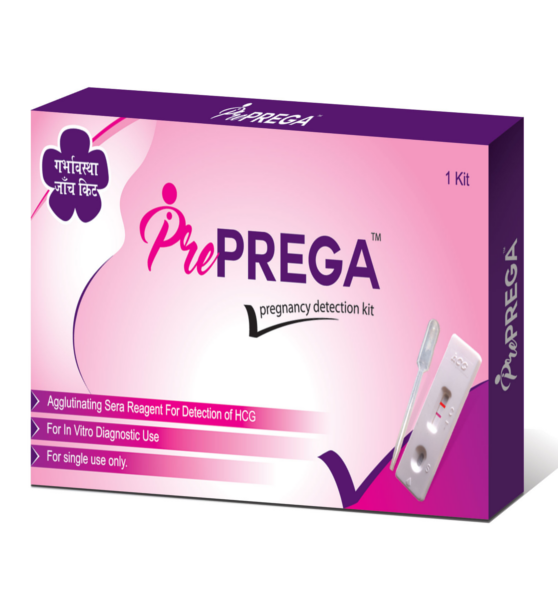 PrePREGA
गर्भावस्था
जाँच किट
1 Kit
PrePREGA™
pregnancy detection kit
Agglutinating Sera Reagent For Detection of HCG
For In Vitro Diagnostic Use
For single use only.
PrePREGA
HCG